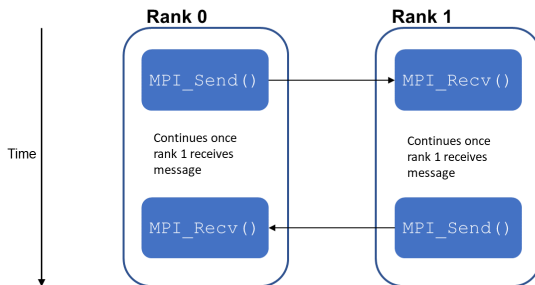 Rank 0
Rank 1
MPI_Send()
MPI_Recv()
Continues once
rank 1 receives
message
Continues once
rank 1 receives
message
Time
MPI_Recv()
MPI_Send()